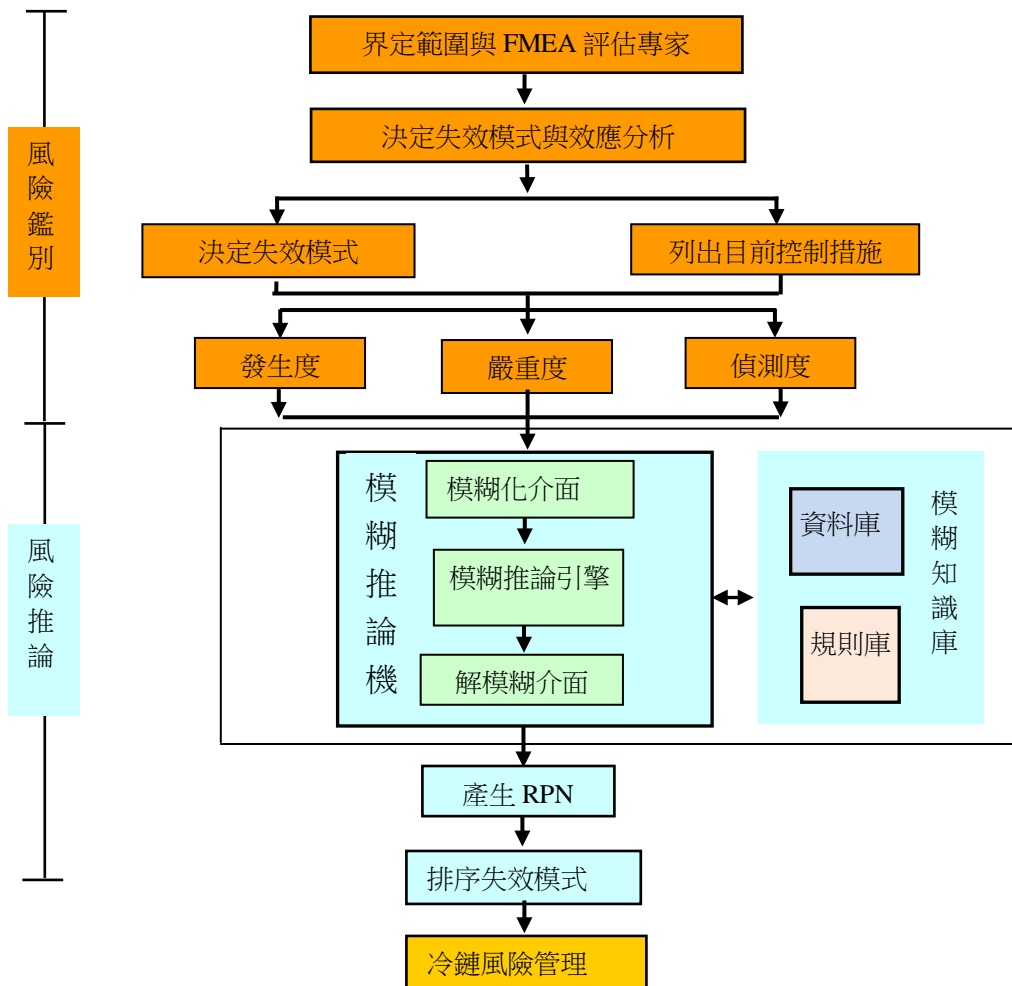 界定範圍與 FMEA 評估專家
決定失效模式與效應分析
風險鑑別
決定失效模式
列出目前控制措施
發生度
嚴重度
偵測度
風險推論
模糊推論機
模糊化介面
模糊推論引擎
解模糊介面
資料庫
規則庫
模糊知識庫
產生 RPN
排序失效模式
冷鏈風險管理